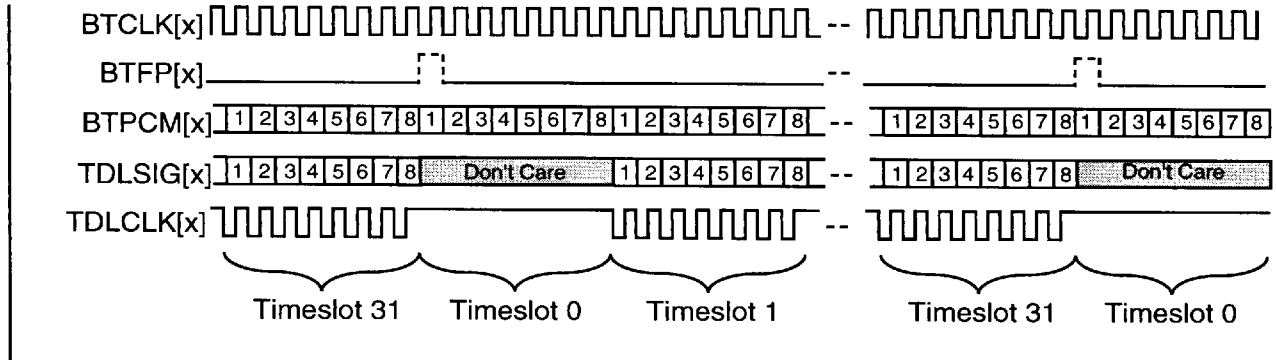 BTCLK[x] --
BTFP[x] --
BTPCM[x] 1 2 3 4 5 6 7 8 1 2 3 4 5 6 7 8 1 2 3 4 5 6 7 8 -- 1 2 3 4 5 6 7 8 1 2 3 4 5 6 7 8
TDLSIG[x] 1 2 3 4 5 6 7 8 Don't Care 1 2 3 4 5 6 7 8 -- 1 2 3 4 5 6 7 8 Don't Care
TDLCLK[x] --
Timeslot 31 Timeslot 0 Timeslot 1 Timeslot 31 Timeslot 0